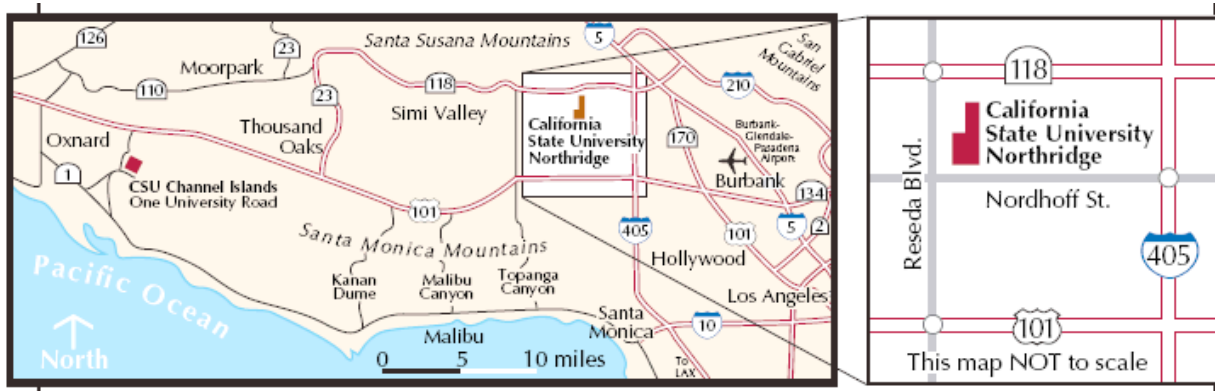 126
23
Santa Susana Mountains
5
San
Gabriel
Mountains
Moorpark
110
118
210
23
Simi Valley
Oxnard
Thousand
Oaks
California
State University
Northridge
170
Burbank-
Glendale-
Pasadena
Airport
Burbank
1
CSU Channel Islands
One University Road
134
101
405
101
5
2
Santa Monica Mountains
Hollywood
Kanan
Dume
Malibu
Canyon
Topanga
Canyon
Los Angeles
Pacific Ocean
North
Malibu
Santa
Monica
10
0 5 10 miles
To
LAX
118
California
State University
Northridge
Reseda Blvd.
Nordhoff St.
405
101
This map NOT to scale